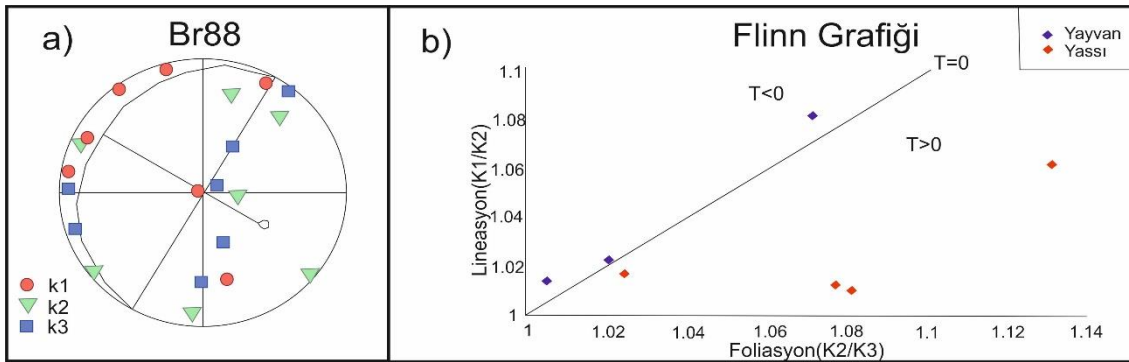 a)
Br88
k1
k2
k3
b)
Flinn Grafiği
Yayvan
Yassı
T=0
T<0
T>0
Lineasyon(K1/K2)
1.1
1.08
1.06
1.04
1.02
1
1 1.02 1.04 1.06 1.08 1.1 1.12 1.14
Foliasyon(K2/K3)